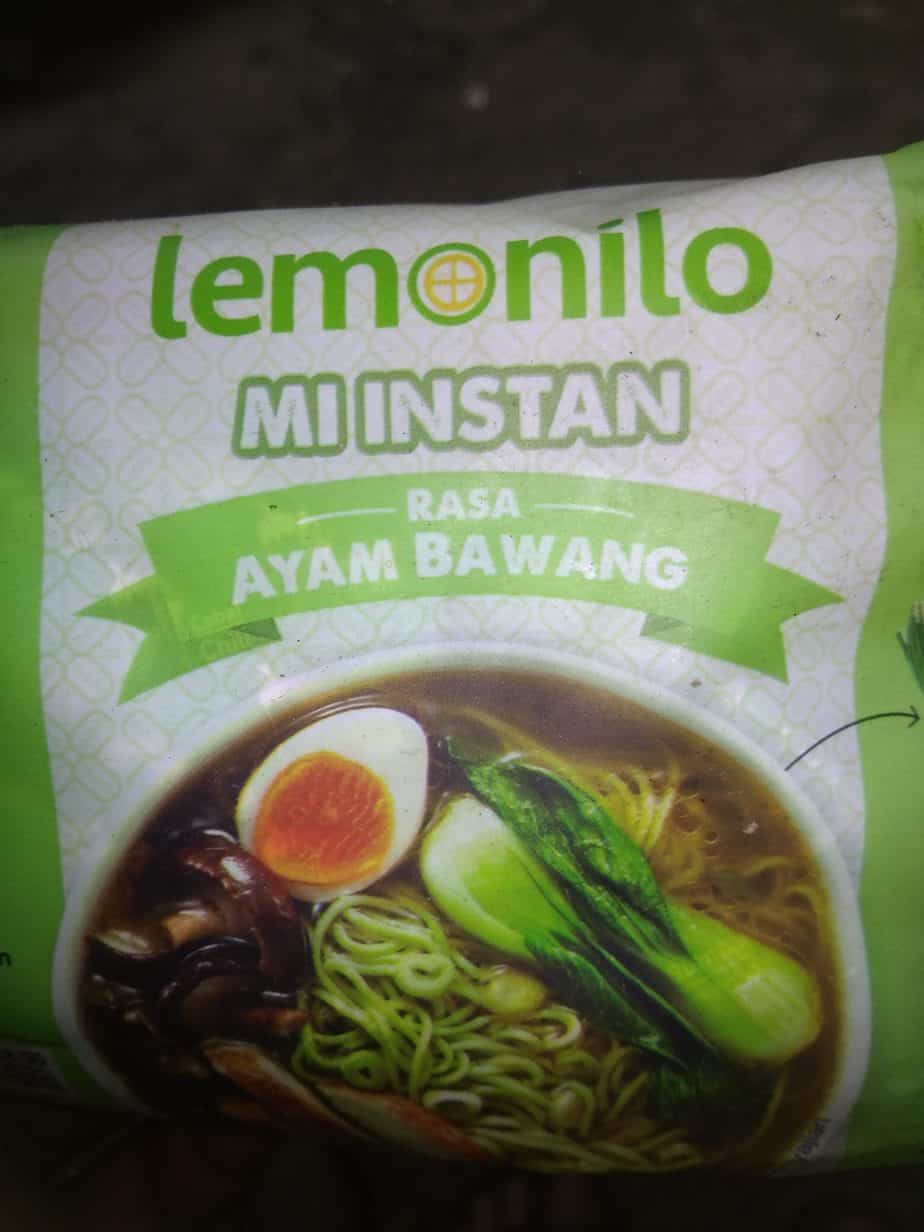 lemonilo
MI INSTAN
RASA
AYAM BAWANG